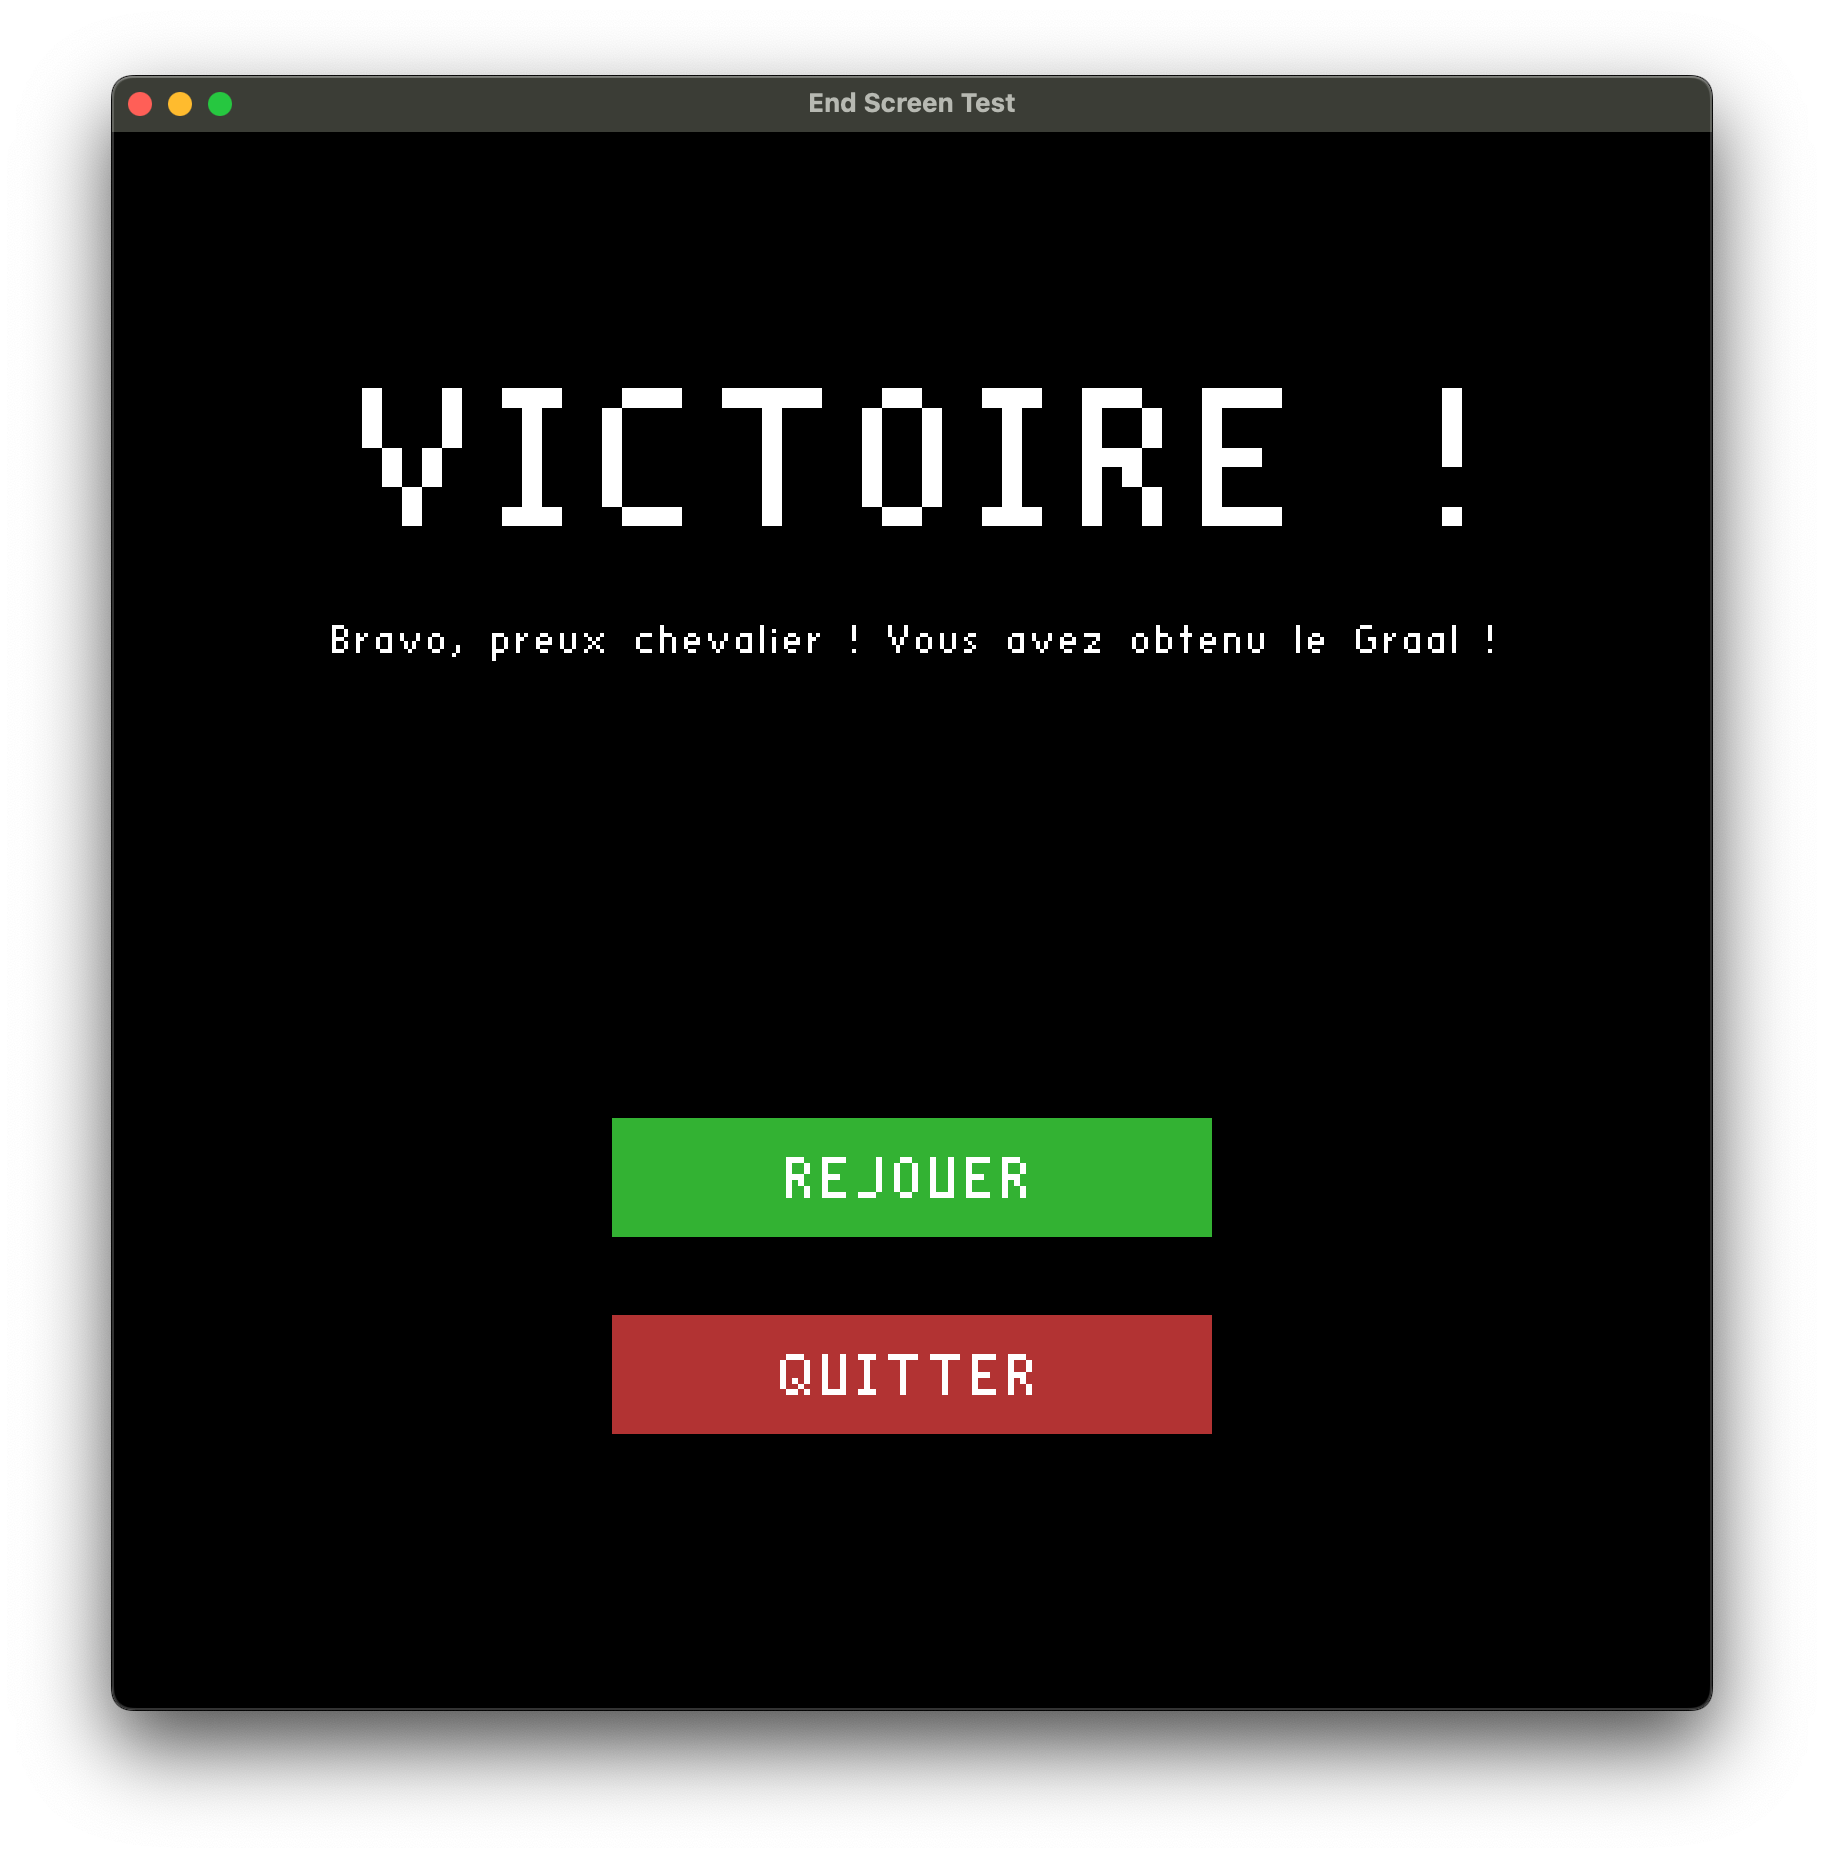 End Screen Test
VICTOIRE !
Bravo, preux chevalier ! Vous avez obtenu le Graal !
REJOUER
QUITTER